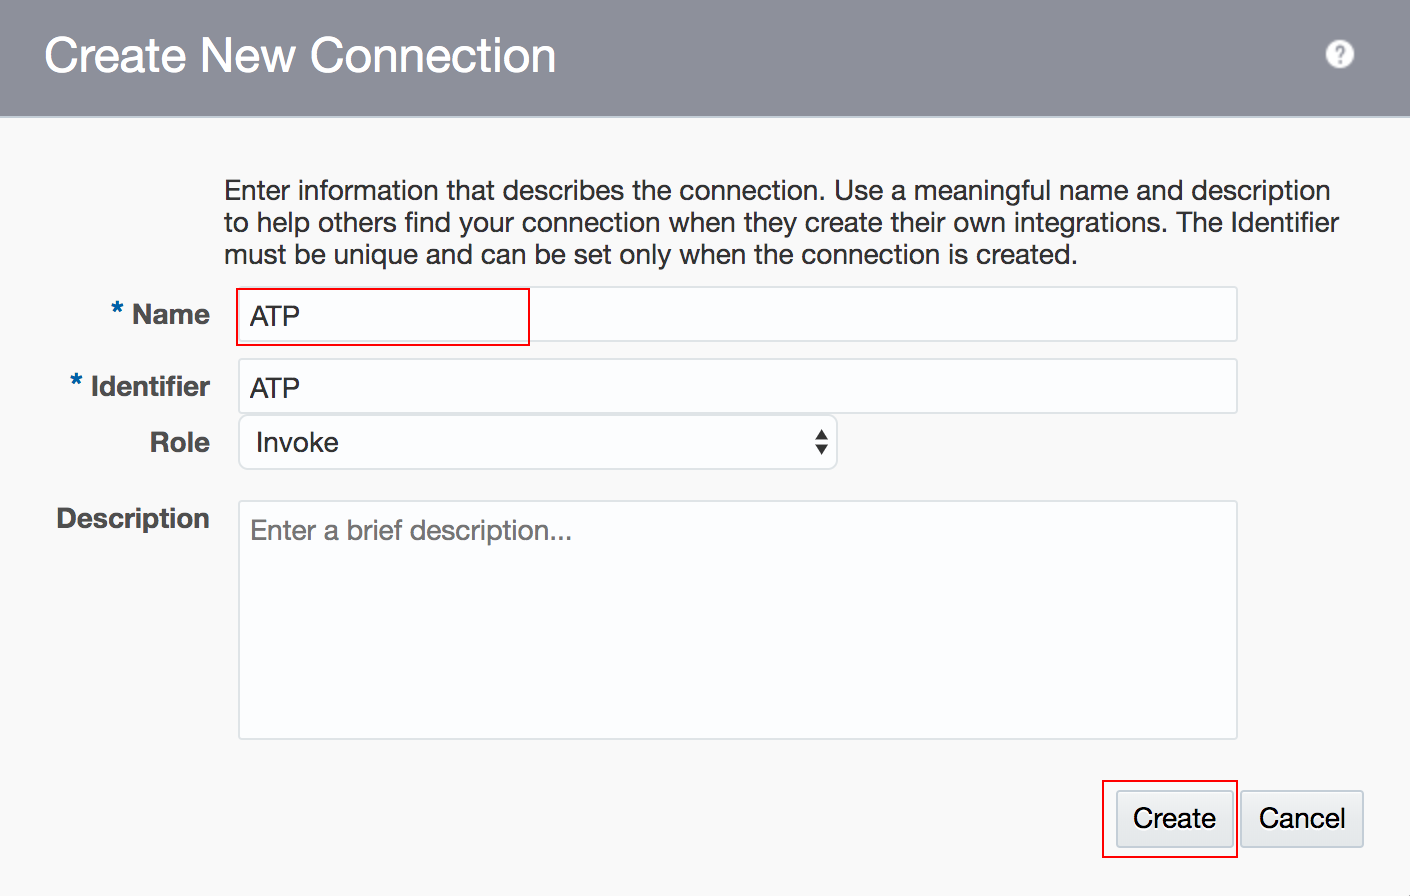 Create New Connection
?
Enter information that describes the connection. Use a meaningful name and description
to help others find your connection when they create their own integrations. The Identifier
must be unique and can be set only when the connection is created.
* Name ATP
* Identifier ATP
Role Invoke
Description Enter a brief description...
Create Cancel